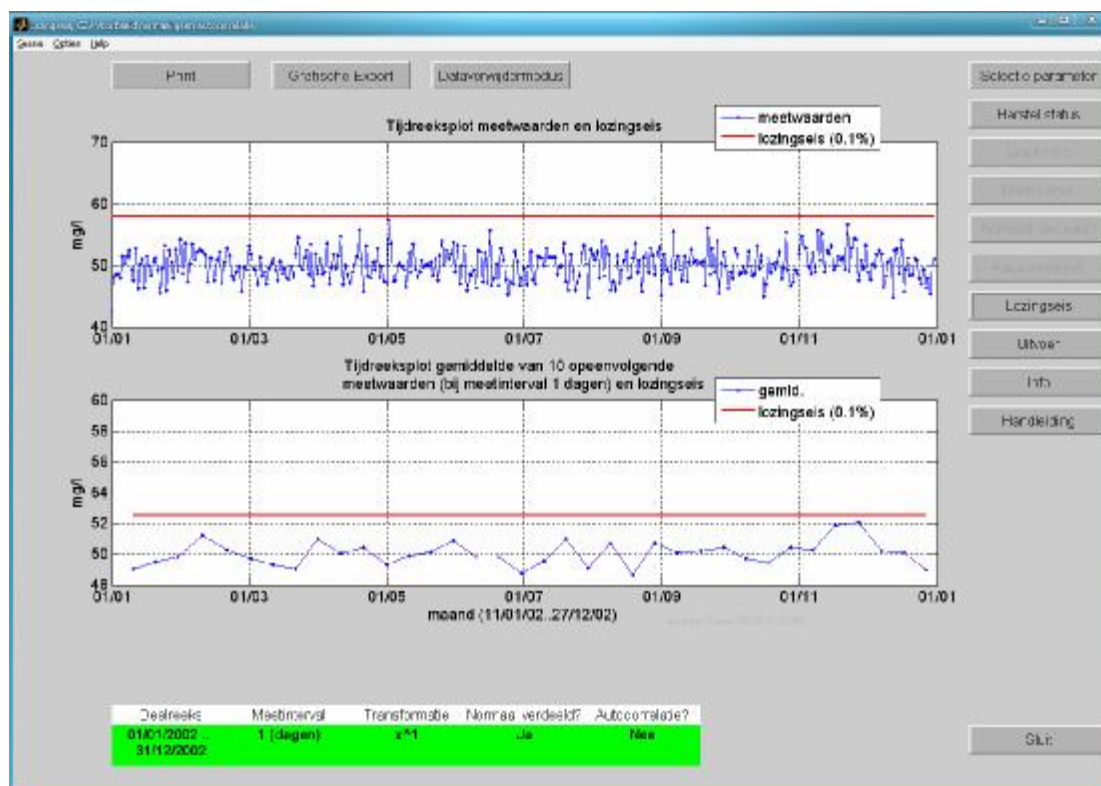 Opties Help
Print Grafische Export Dataverwijdermodus Selectie parameter
Herstel status
Tijdreeksplot meetwaarden en lozingseis
meetwaarden
lozingseis (0.1%)
70
60
50
40
mg/l
01/01 01/03 01/05 01/07 01/09 01/11 01/01
Lozingseis
Uitvoer
Info
Handleiding
Tijdreeksplot gemiddelde van 10 opeenvolgende
meetwaarden (bij meetinterval 1 dagen) en lozingseis
gemid.
lozingseis (0.1%)
60
58
56
54
52
50
48
mg/l
01/01 01/03 01/05 01/07 01/09 01/11 01/01
maand (11/01/02..27/12/02)
Deelreeks Meetinterval Transformatie Normaal verdeeld? Autocorrelatie?
01/01/2002 .. 1 (dagen) x^1 Ja Nee
31/12/2002
Sluit